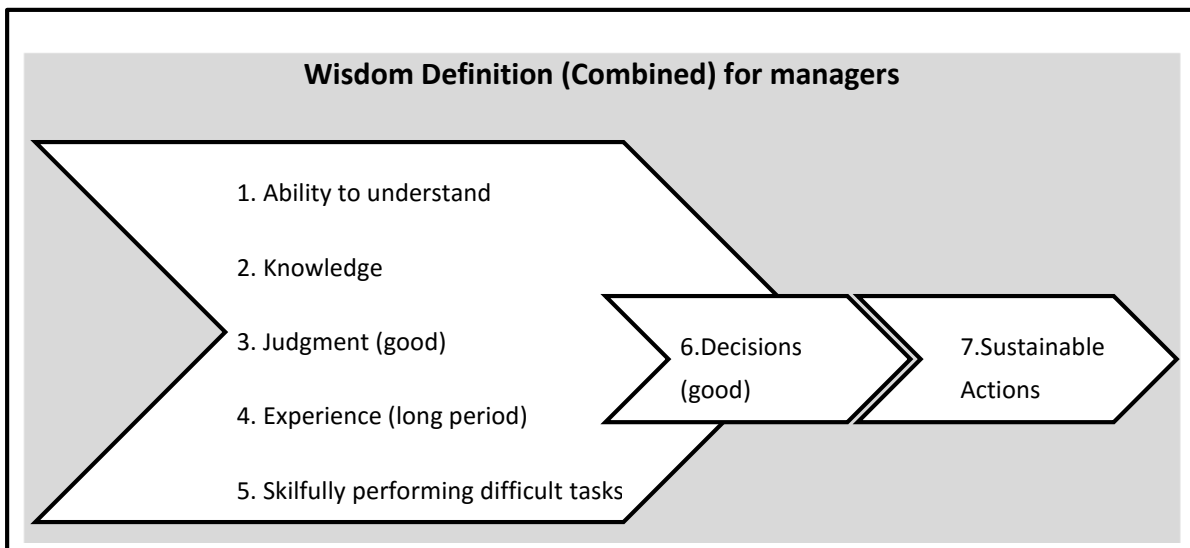 Wisdom Definition (Combined) for managers
1. Ability to understand
2. Knowledge
3. Judgment (good)
4. Experience (long period)
5. Skilfully performing difficult tasks
6.Decisions
(good)
7.Sustainable
Actions